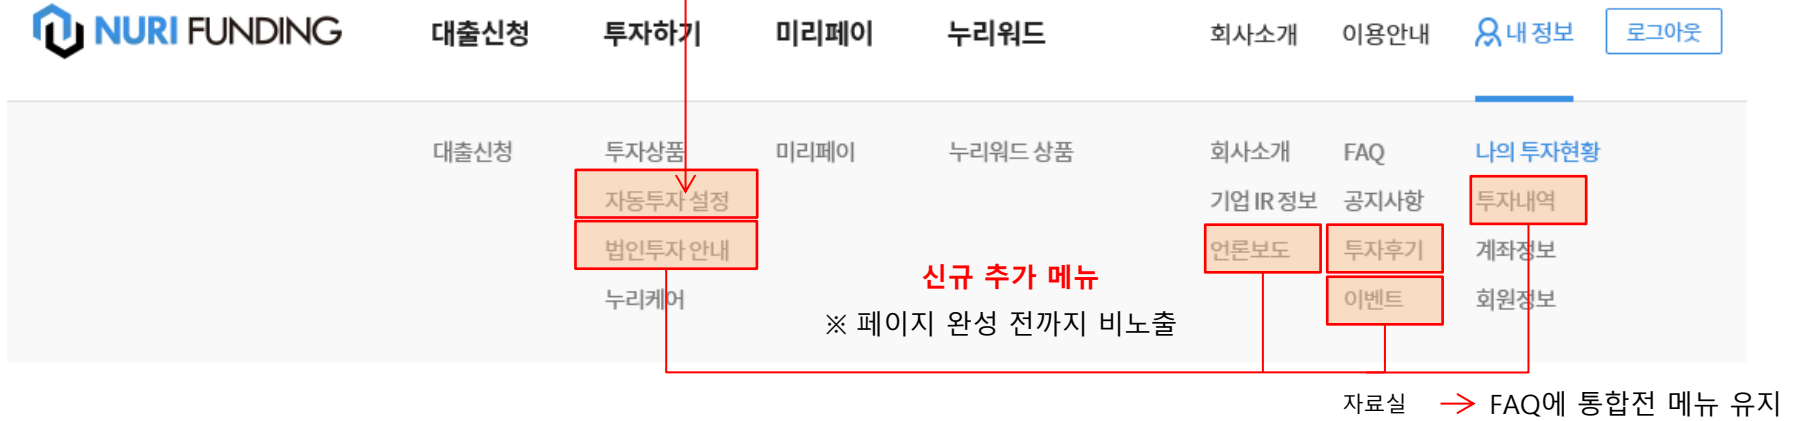 NURI FUNDING 대출신청 투자하기 미리페이 누리워드 회사소개 이용안내 내 정보 로그아웃
대출신청 투자상품 미리페이 누리워드 상품 회사소개 FAQ 나의 투자현황
자동투자 설정 기업 IR 정보 공지사항 투자내역
법인투자 안내 언론보도 투자후기 계좌정보
신규 추가 메뉴
누리케어 이벤트 회원정보
※ 페이지 완성 전까지 비노출
자료실 → FAQ에 통합전 메뉴 유지